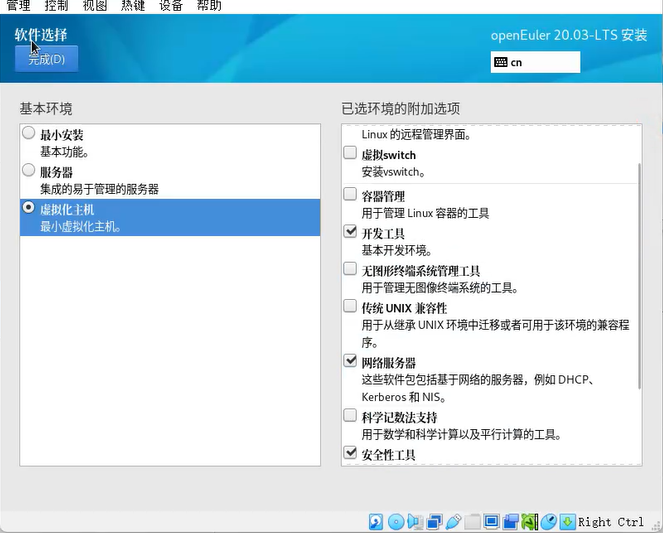 管理 控制 视图 热键 设备 帮助
软件选择
openEuler 20.03-LTS 安装
完成(D)
cn
基本环境
已选环境的附加选项
最小安装
基本功能。
服务器
集成的易于管理的服务器
虚拟化主机
最小虚拟化主机。
Linux 的远程管理界面。
虚拟switch
安装vswitch。
容器管理
用于管理 Linux 容器的工具
开发工具
基本开发环境。
无图形终端系统管理工具
用于管理无图像终端系统的工具。
传统 UNIX 兼容性
用于从继承 UNIX 环境中迁移或者可用于该环境的兼容程
序。
网络服务器
这些软件包包括基于网络的服务器，例如 DHCP、
Kerberos 和 NIS。
科学记数法支持
用于数学和科学计算以及平行计算的工具。
安全性工具
Right Ctrl